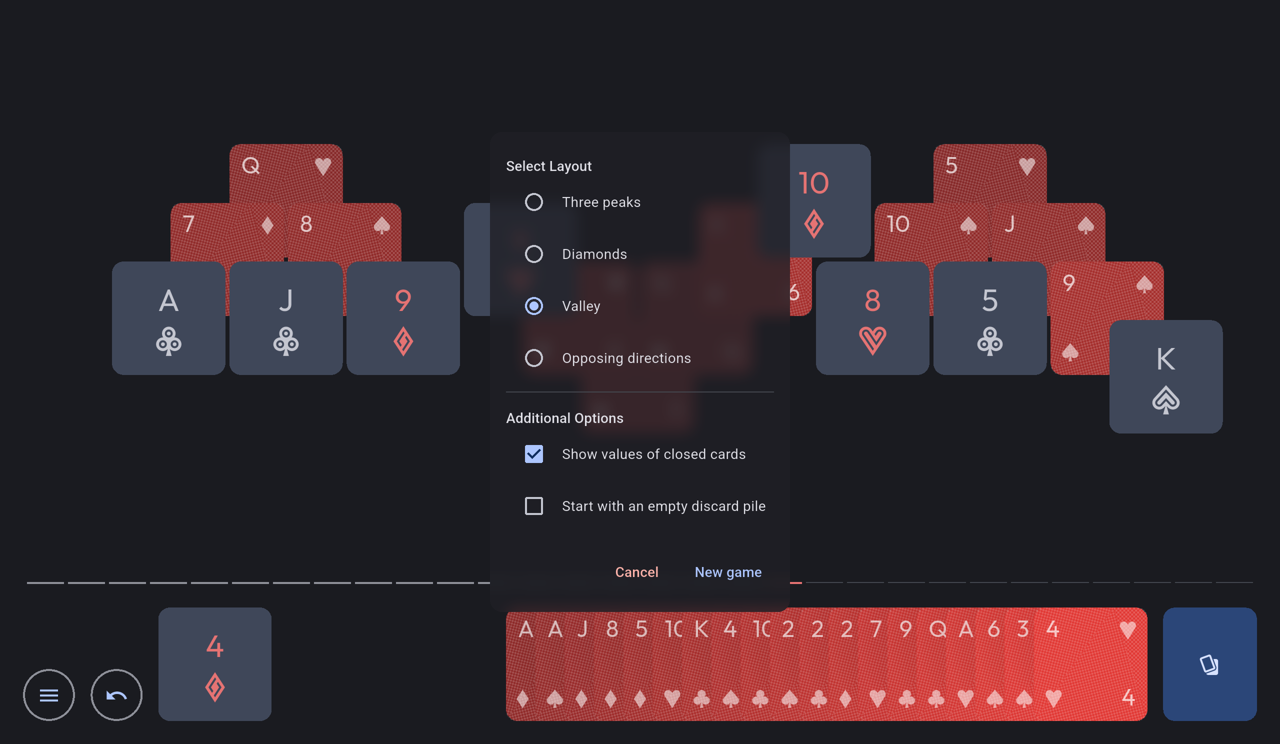 Q
5
10
7
8
10
J
Select Layout
Three peaks
Diamonds
Valley
Opposing directions
A
J
9
6
8
5
9
K
Additional Options
Show values of closed cards
Start with an empty discard pile
Cancel
New game
4
A A J 8 5 10 K 4 10 2 2 2 7 9 Q A 6 3 4
4